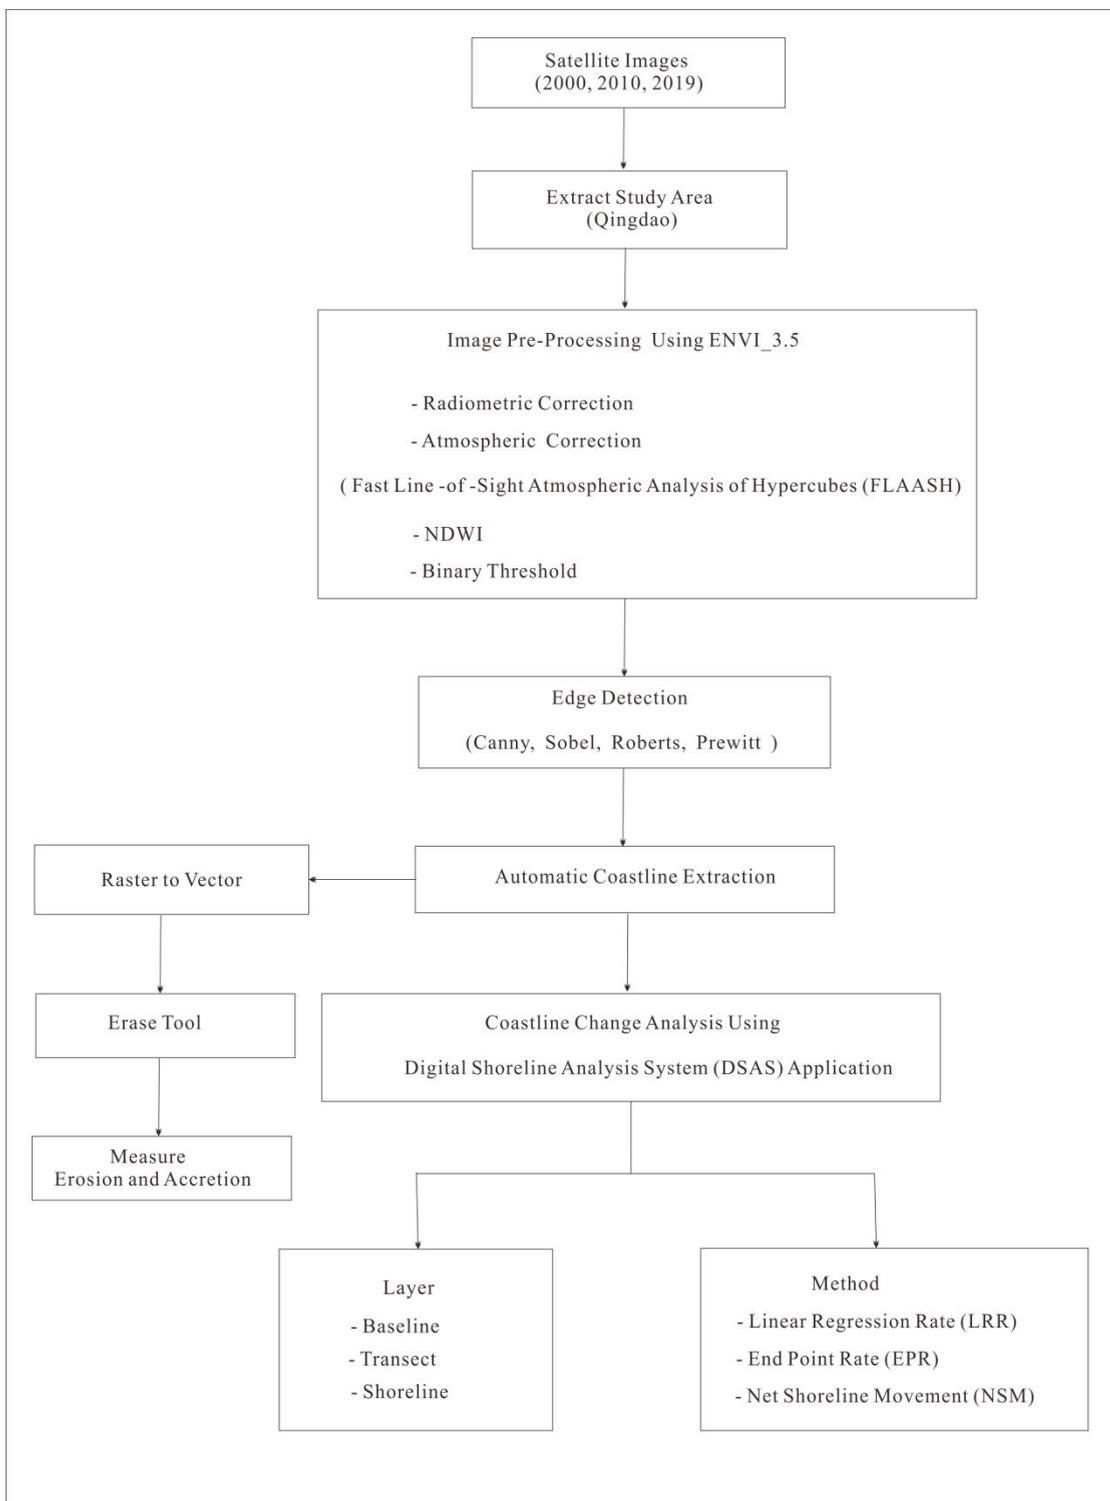 Satellite Images
(2000, 2010, 2019)
Extract Study Area
(Qingdao)
Image Pre-Processing Using ENVI_3.5
- Radiometric Correction
- Atmospheric Correction
( Fast Line -of -Sight Atmospheric Analysis of Hypercubes (FLAASH)
- NDWI
- Binary Threshold
Edge Detection
(Canny, Sobel, Roberts, Prewitt )
Automatic Coastline Extraction
Raster to Vector
Erase Tool
Measure
Erosion and Accretion
Coastline Change Analysis Using
Digital Shoreline Analysis System (DSAS) Application
Layer
- Baseline
- Transect
- Shoreline
Method
- Linear Regression Rate (LRR)
- End Point Rate (EPR)
- Net Shoreline Movement (NSM)